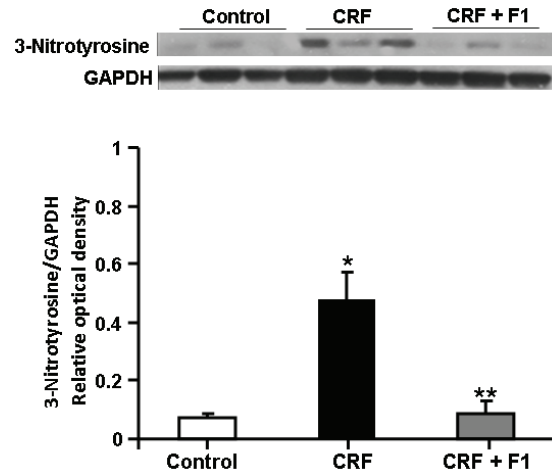 Control CRF CRF + F1
3-Nitrotyrosine
GAPDH
3-Nitrotyrosine/GAPDH
Relative optical density
1
0.8
0.6
0.4
0.2
0
*
**
Control CRF CRF + F1